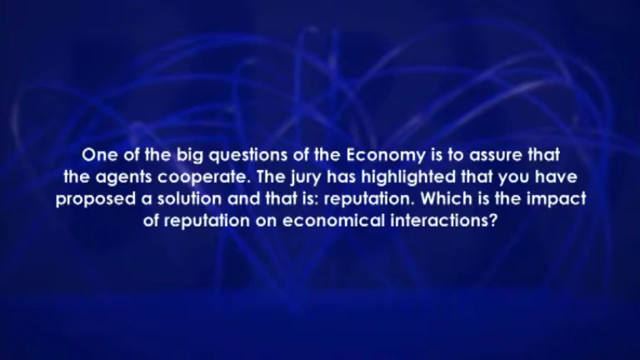 One of the big questions of the Economy is to assure that
the agents cooperate. The jury has highlighted that you have
proposed a solution and that is: reputation. Which is the impact
of reputation on economical interactions?